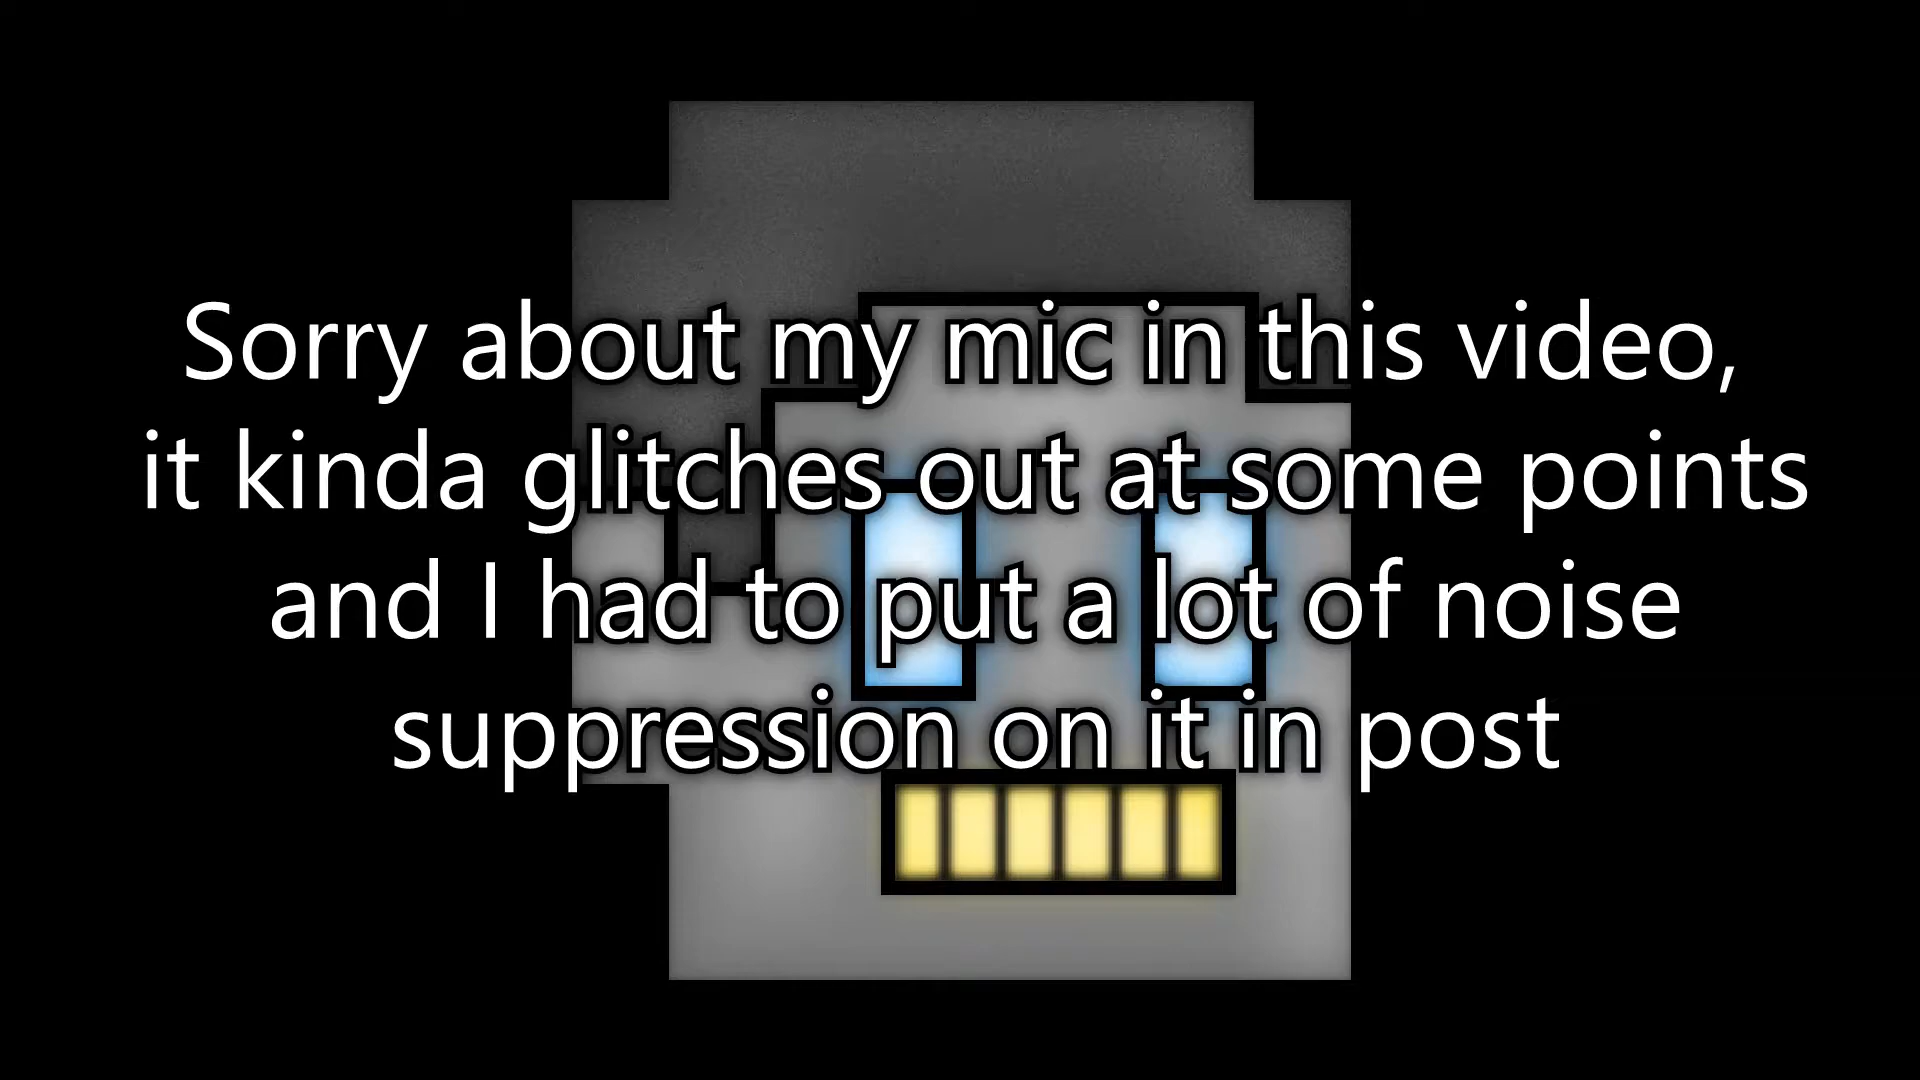 Sorry about my mic in this video,
it kinda glitches out at some points
and I had to put a lot of noise
suppression on it in post